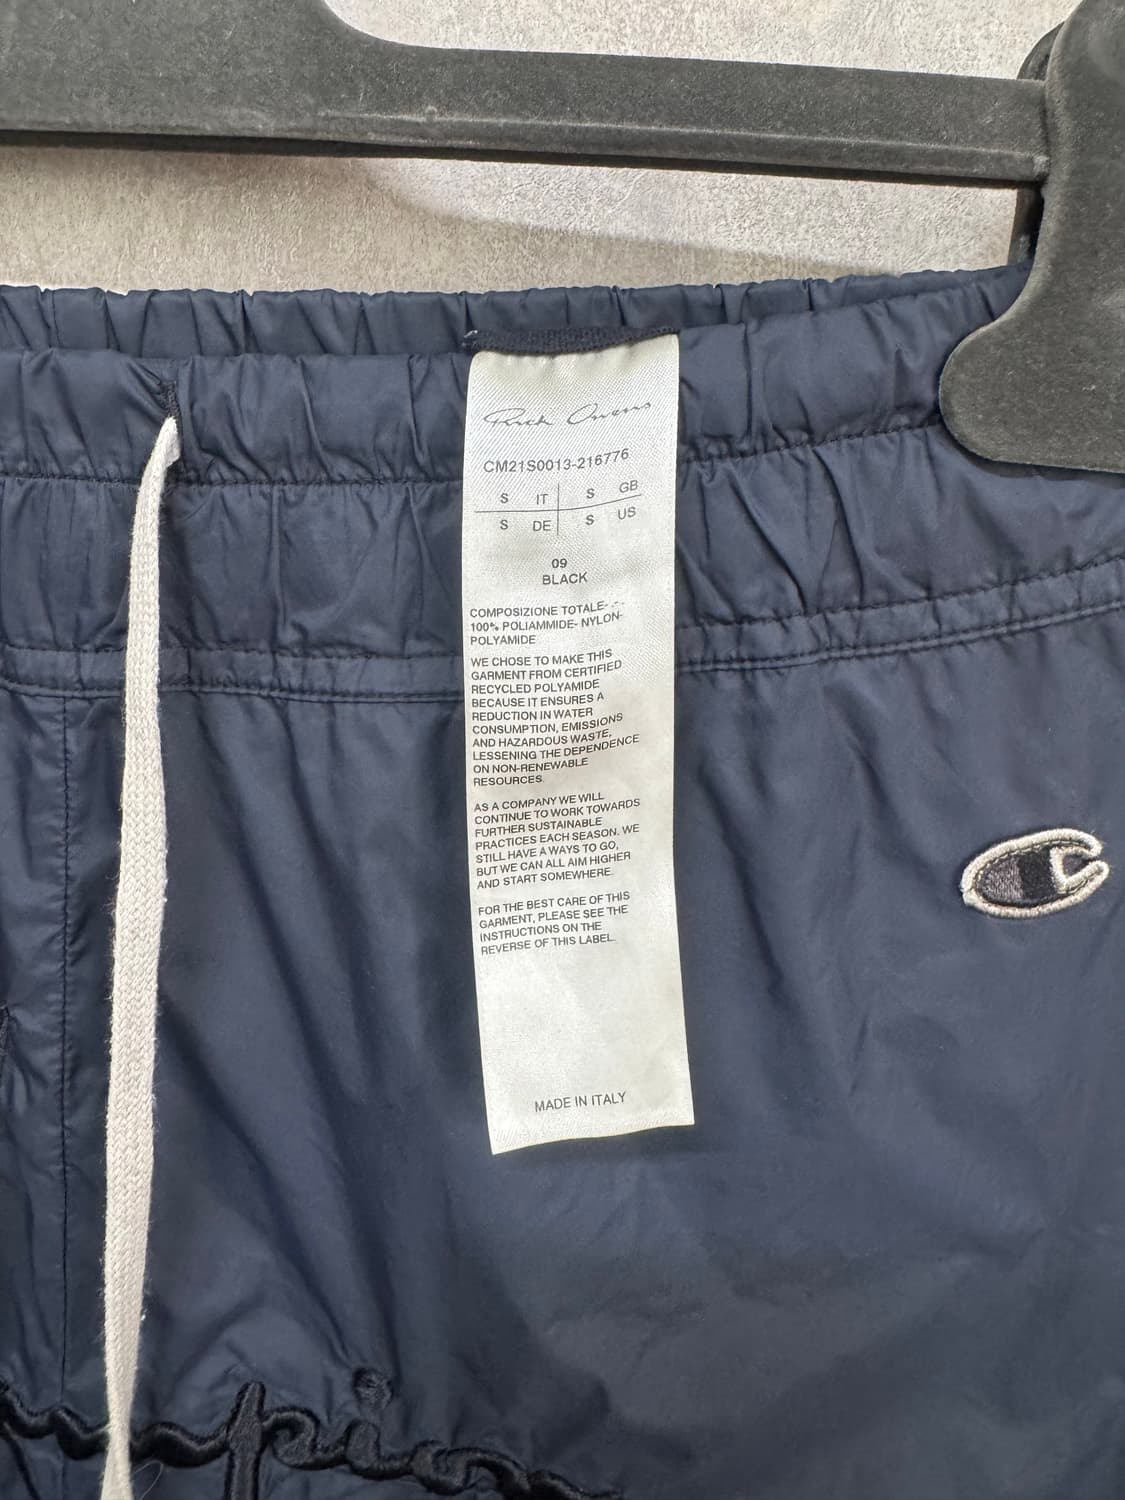 Rick Owens
CM21S0013-216776
S IT S GB
S DE S US
09
BLACK
COMPOSIZIONE TOTALE-
100% POLIAMMIDE- NYLON-
POLYAMIDE
WE CHOSE TO MAKE THIS
GARMENT FROM CERTIFIED
RECYCLED POLYAMIDE
BECAUSE IT ENSURES A
REDUCTION IN WATER
CONSUMPTION, EMISSIONS
AND HAZARDOUS WASTE,
LESSENING THE DEPENDENCE
ON NON-RENEWABLE
RESOURCES.
AS A COMPANY WE WILL
CONTINUE TO WORK TOWARDS
FURTHER SUSTAINABLE
PRACTICES EACH SEASON. WE
STILL HAVE A WAYS TO GO,
BUT WE CAN ALL AIM HIGHER
AND START SOMEWHERE.
FOR THE BEST CARE OF THIS
GARMENT, PLEASE SEE THE
INSTRUCTIONS ON THE
REVERSE OF THIS LABEL.
MADE IN ITALY
C